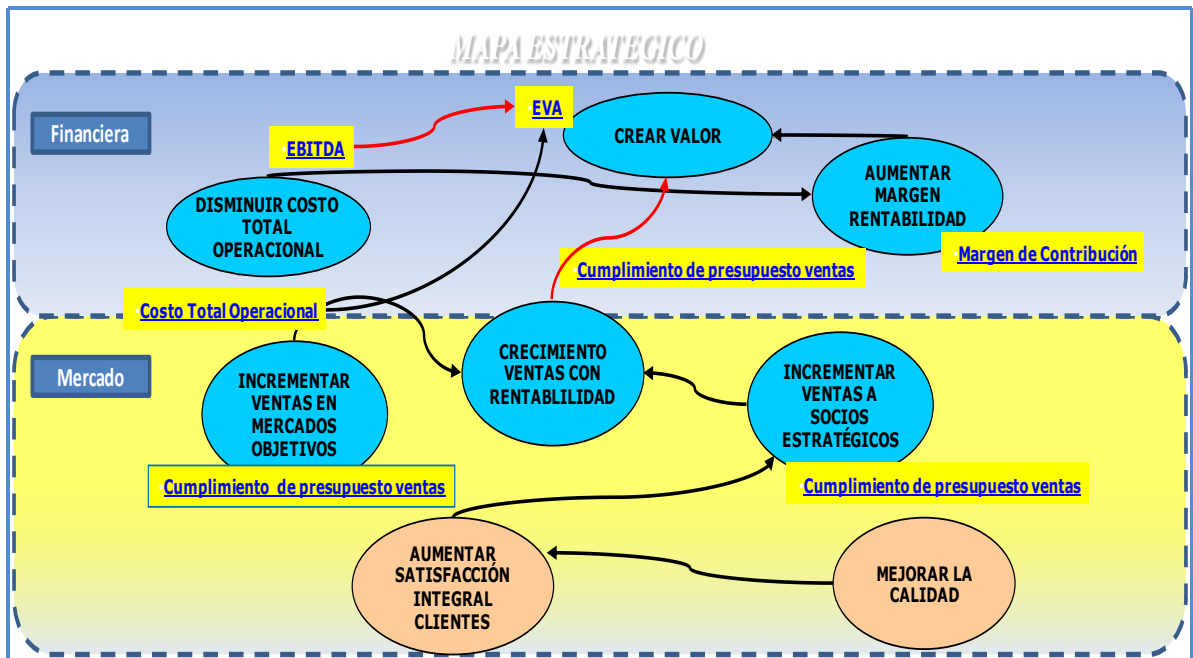 MAPA ESTRATEGICO
Financiera
EVA
CREAR VALOR
EBITDA
AUMENTAR
MARGEN
RENTABILIDAD
DISMINUIR COSTO
TOTAL
OPERACIONAL
Margen de Contribución
Cumplimiento de presupuesto ventas
Costo Total Operacional
Mercado
CRECIMIENTO
VENTAS CON
RENTABLILIDAD
INCREMENTAR
VENTAS EN
MERCADOS
OBJETIVOS
INCREMENTAR
VENTAS A
SOCIOS
ESTRATÉGICOS
Cumplimiento de presupuesto ventas
Cumplimiento de presupuesto ventas
AUMENTAR
SATISFACCIÓN
INTEGRAL
CLIENTES
MEJORAR LA
CALIDAD